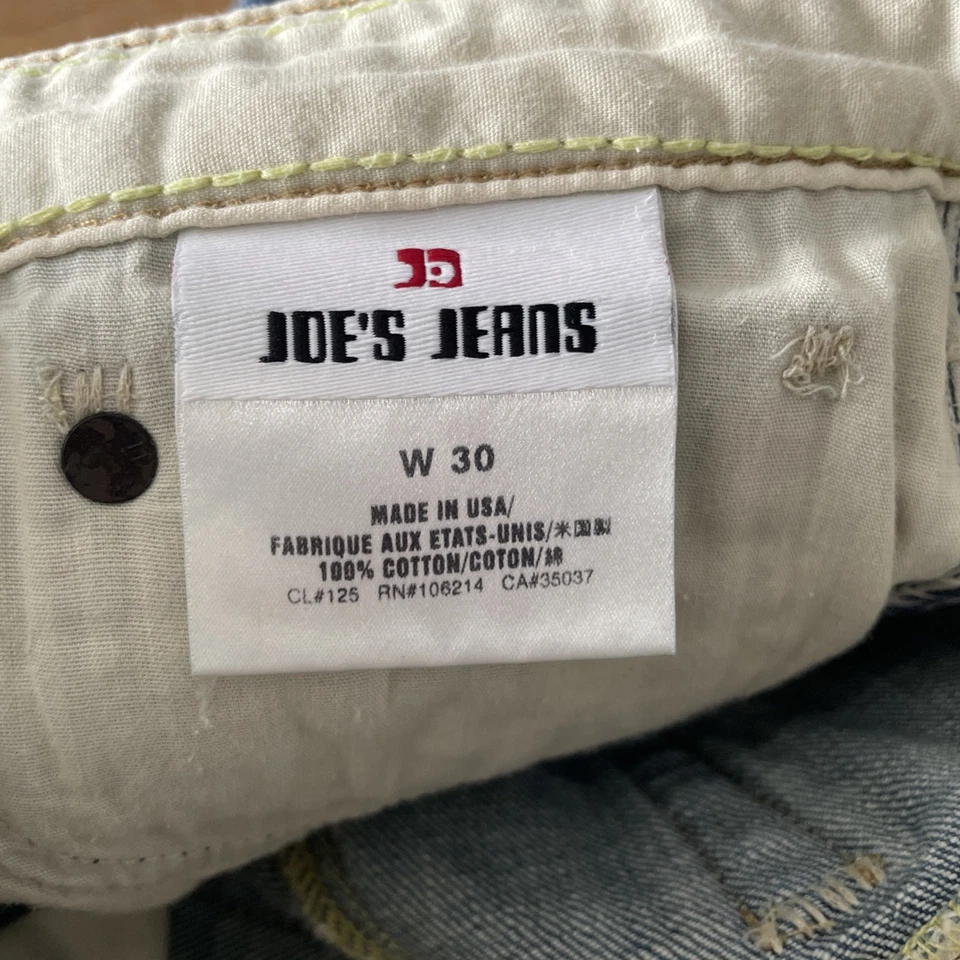 JOE'S JEANS
W 30
MADE IN USA/
FABRIQUE AUX ETATS-UNIS/米国製
100% COTTON/COTON/綿
CL#125 RN#106214 CA#35037